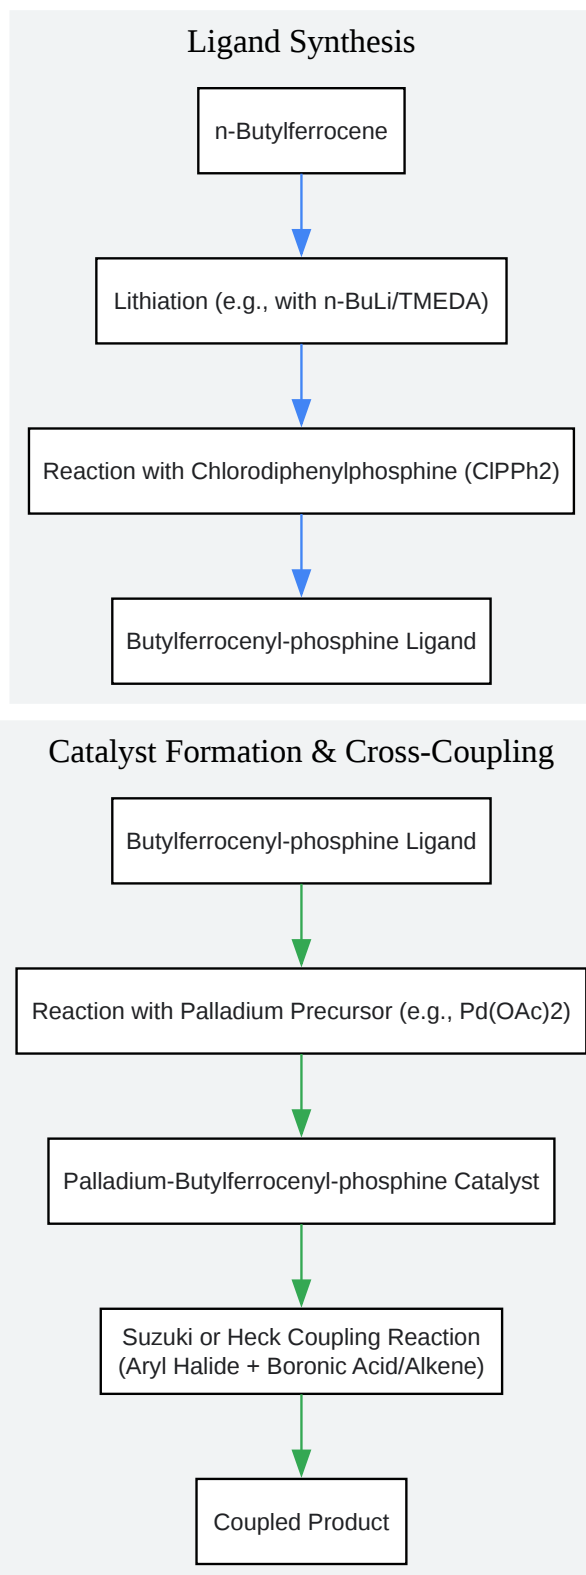 Ligand Synthesis
n-Butylferrocene
Lithiation (e.g., with n-BuLi/TMEDA)
Reaction with Chlorodiphenylphosphine (ClPPh2)
Butylferrocenyl-phosphine Ligand
Catalyst Formation & Cross-Coupling
Butylferrocenyl-phosphine Ligand
Reaction with Palladium Precursor (e.g., Pd(OAc)2)
Palladium-Butylferrocenyl-phosphine Catalyst
Suzuki or Heck Coupling Reaction
(Aryl Halide + Boronic Acid/Alkene)
Coupled Product